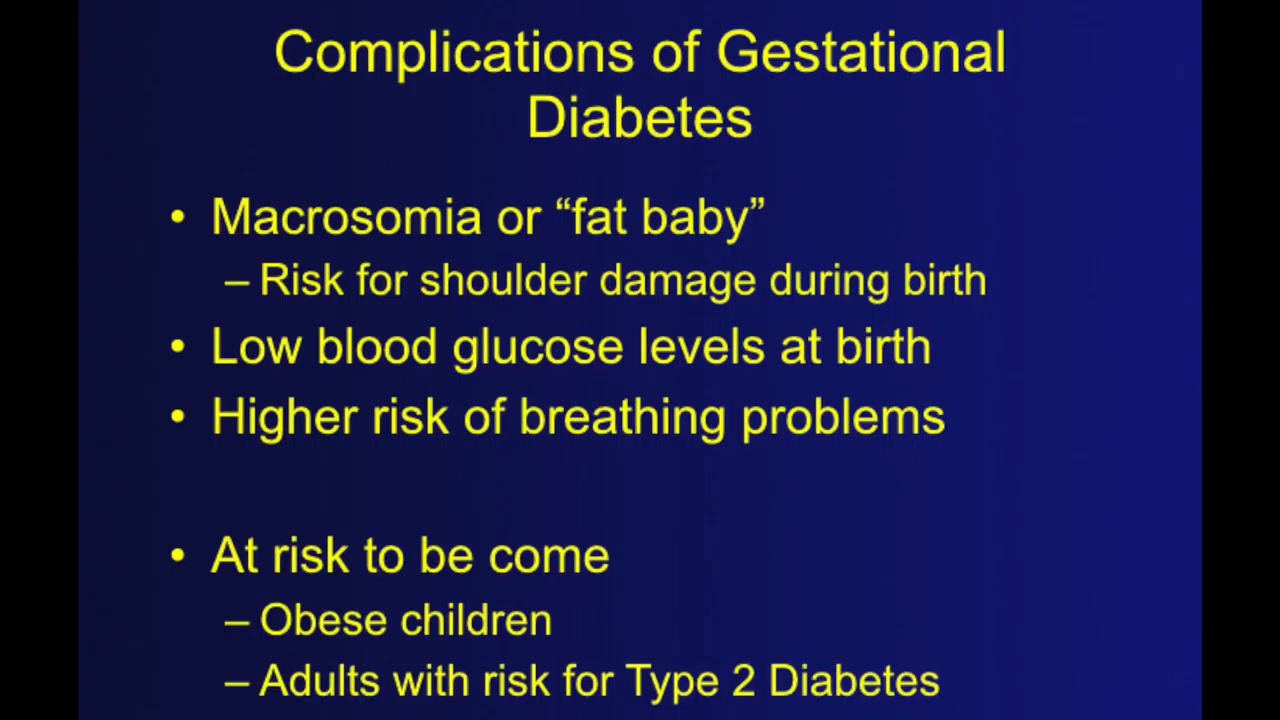 Complications of Gestational
Diabetes
• Macrosomia or “fat baby”
– Risk for shoulder damage during birth
• Low blood glucose levels at birth
• Higher risk of breathing problems
• At risk to be come
– Obese children
– Adults with risk for Type 2 Diabetes